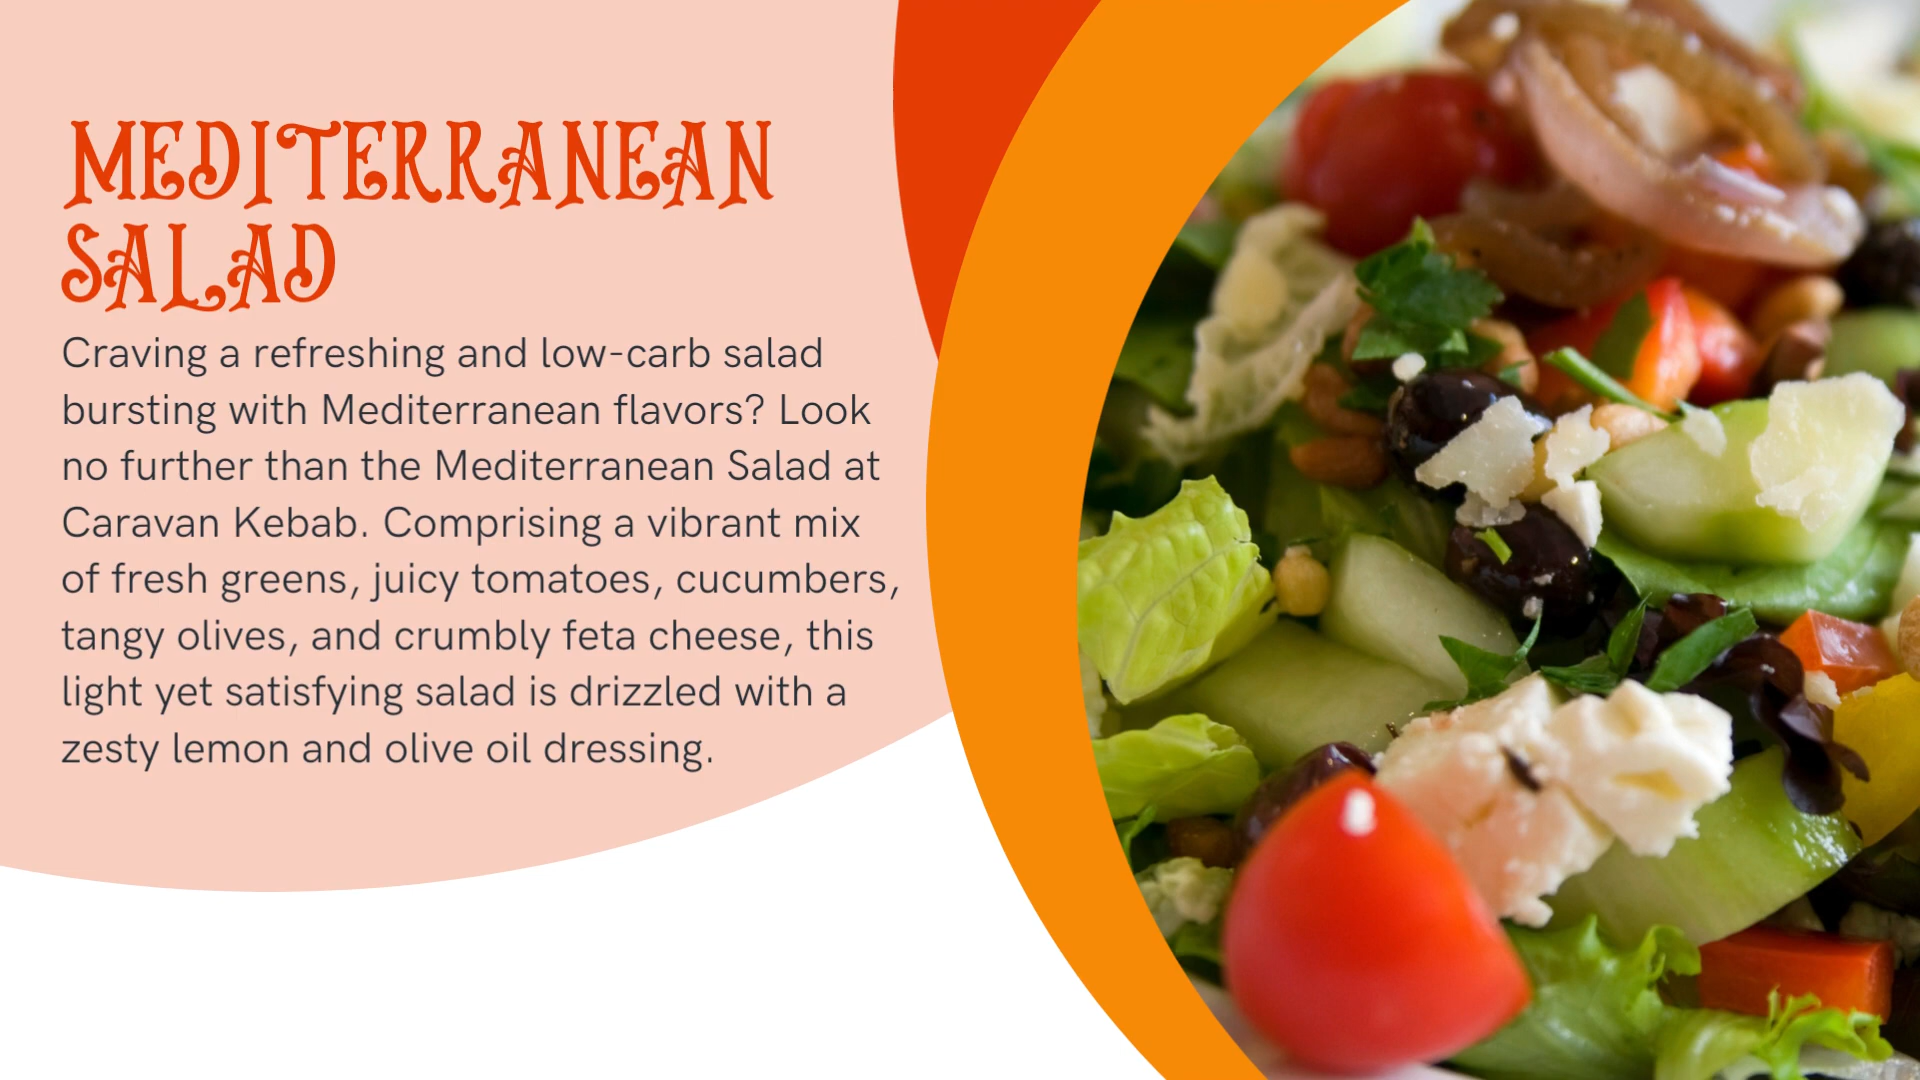 MEDITERRANEAN
SALAD
Craving a refreshing and low-carb salad
bursting with Mediterranean flavors? Look
no further than the Mediterranean Salad at
Caravan Kebab. Comprising a vibrant mix
of fresh greens, juicy tomatoes, cucumbers,
tangy olives, and crumbly feta cheese, this
light yet satisfying salad is drizzled with a
zesty lemon and olive oil dressing.